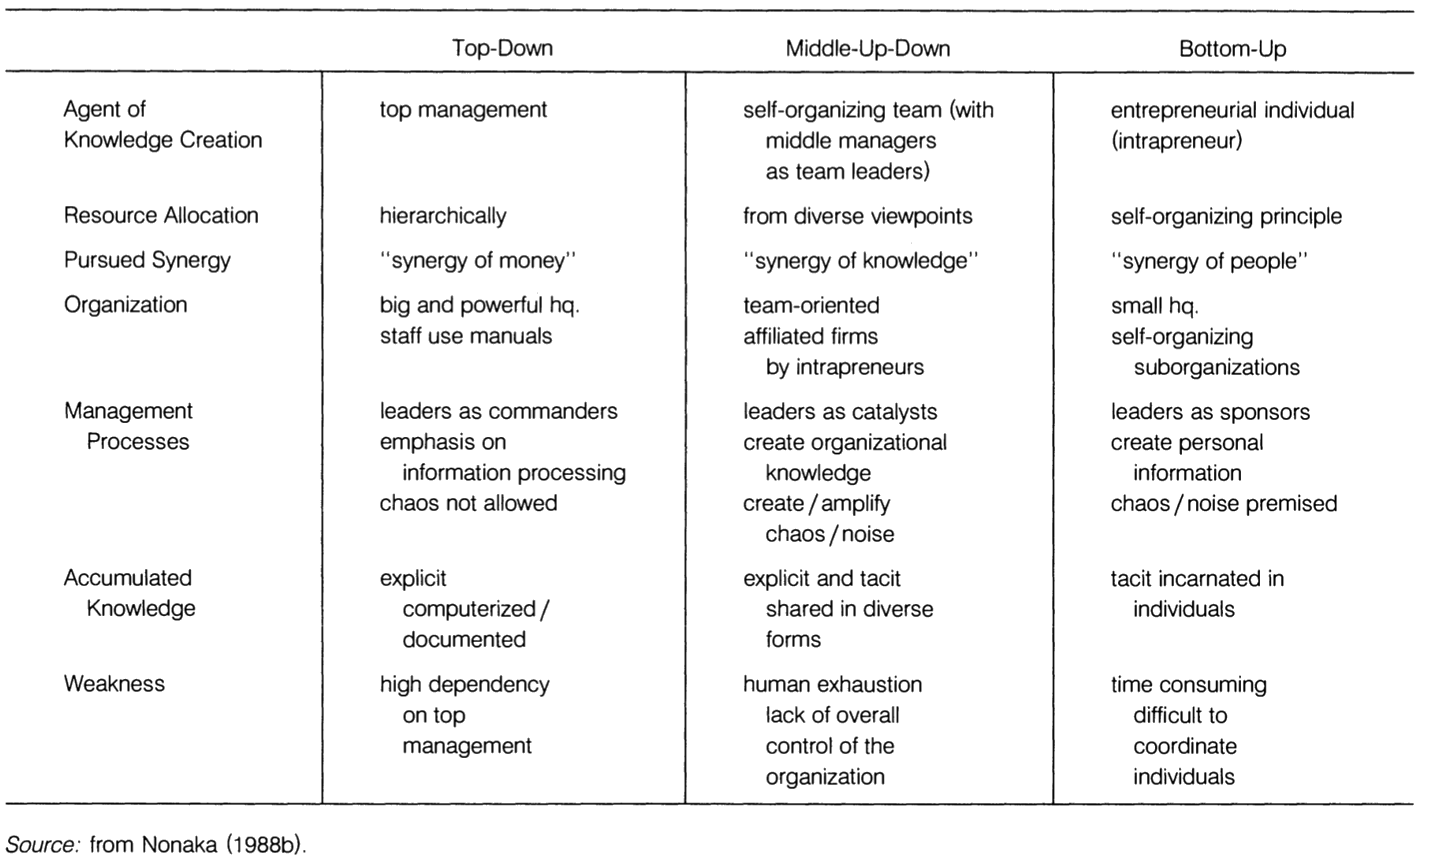 Top-Down Middle-Up-Down Bottom-Up
Agent of top management self-organizing team (with entrepreneurial individual
Knowledge Creation middle managers (intrapreneur)
as team leaders)
Resource Allocation hierarchically from diverse viewpoints self-organizing principle
Pursued Synergy "synergy of money" "synergy of knowledge" "synergy of people"
Organization big and powerful hq. team-oriented small hq.
staff use manuals affiliated firms self-organizing
by intrapreneurs suborganizations
Management leaders as commanders leaders as catalysts leaders as sponsors
Processes emphasis on create organizational create personal
information processing knowledge information
chaos not allowed create/amplify chaos/noise premised
chaos/noise
Accumulated explicit explicit and tacit tacit incarnated in
Knowledge computerized/ shared in diverse individuals
documented forms
Weakness high dependency human exhaustion time consuming
on top lack of overall difficult to
management control of the coordinate
organization individuals
Source: from Nonaka (1988b).